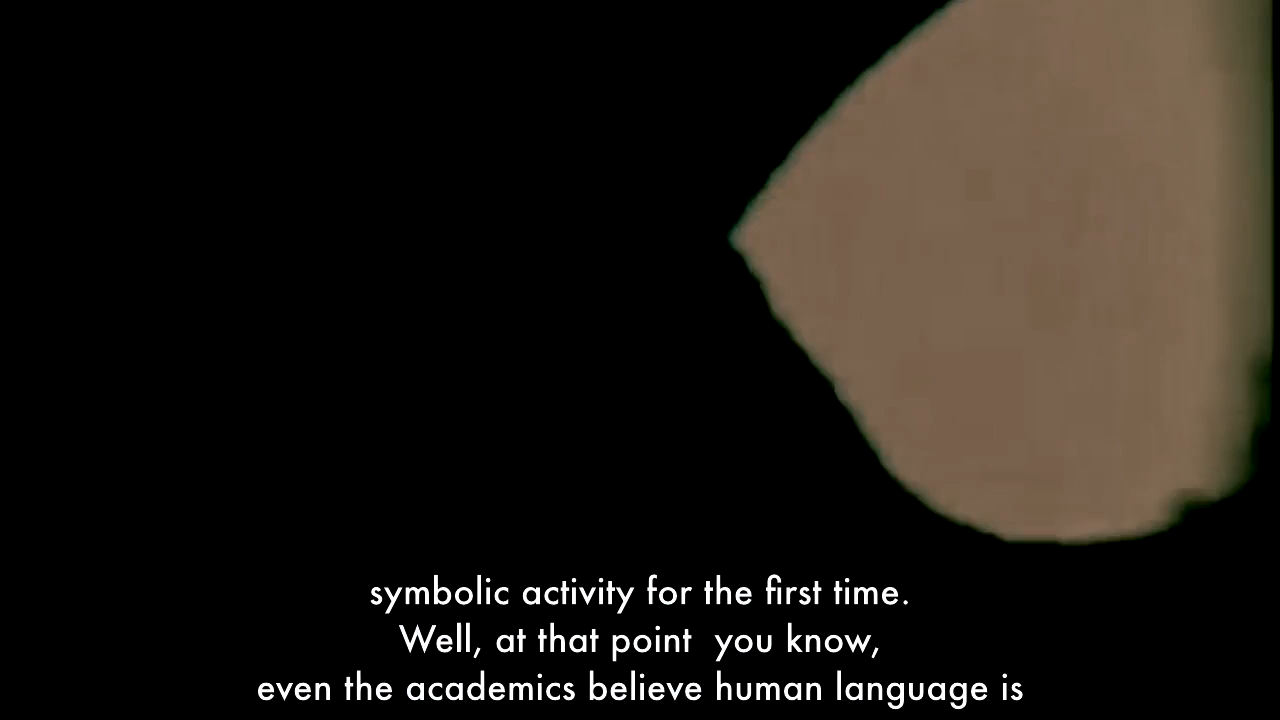 symbolic activity for the first time.
Well, at that point  you know,
even the academics believe human language is